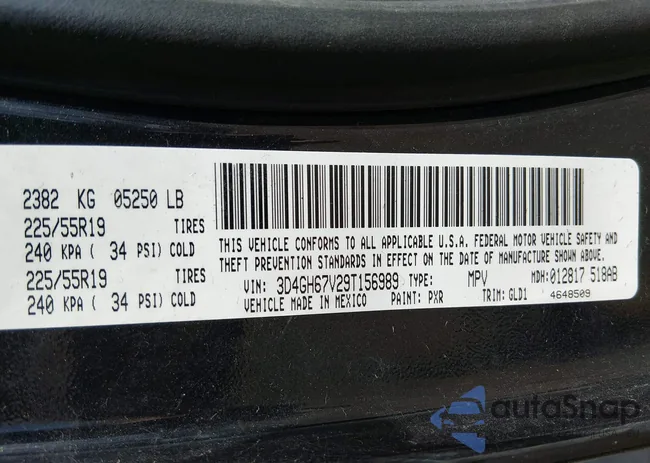 2382 KG 05250 LB
225/55R19 TIRES
240 KPA ( 34 PSI) COLD
225/55R19 TIRES
240 KPA ( 34 PSI) COLD
THIS VEHICLE CONFORMS TO ALL APPLICABLE U.S.A. FEDERAL MOTOR VEHICLE SAFETY AND
THEFT PREVENTION STANDARDS IN EFFECT ON THE DATE OF MANUFACTURE SHOWN ABOVE.
VIN: 3D4GH67V29T156989 TYPE: MPV MDH: 012817 518AB
VEHICLE MADE IN MEXICO PAINT: PXR TRIM: GLD1 4648509
autoSnap